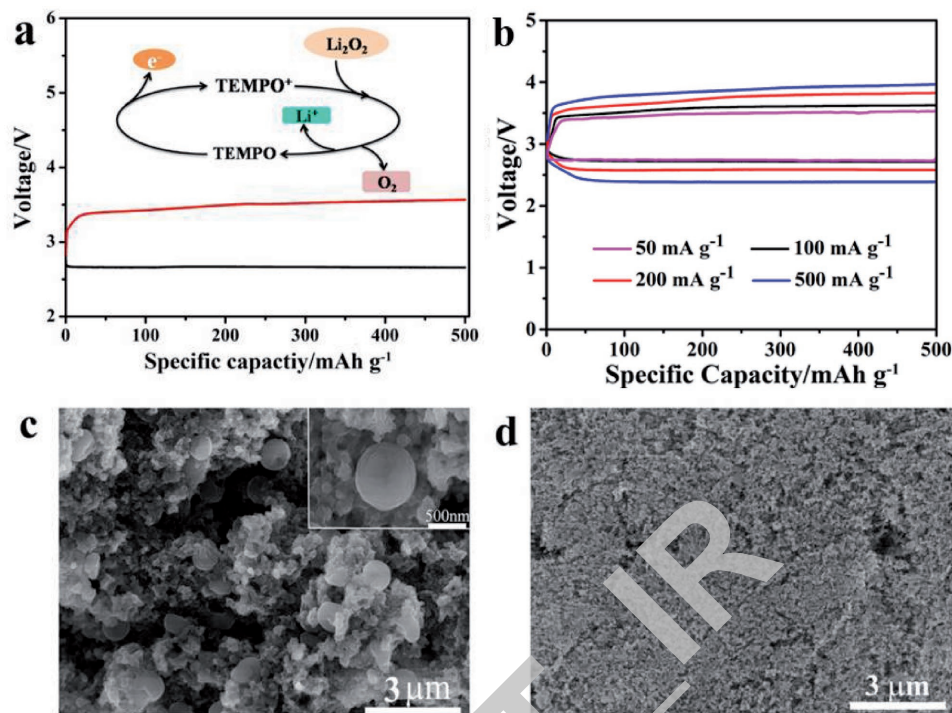 a
Voltage/V
6
5
4
3
2
e⁻
Li₂O₂
TEMPO⁺
Li⁺
TEMPO
O₂
0 100 200 300 400 500
Specific capactiy/mAh g⁻¹
b
Voltage/V
5
4
3
2
1
0
50 mA g⁻¹ 100 mA g⁻¹
200 mA g⁻¹ 500 mA g⁻¹
0 100 200 300 400 500
Specific Capacity/mAh g⁻¹
c
500nm
3 μm
d
3 μm
IR